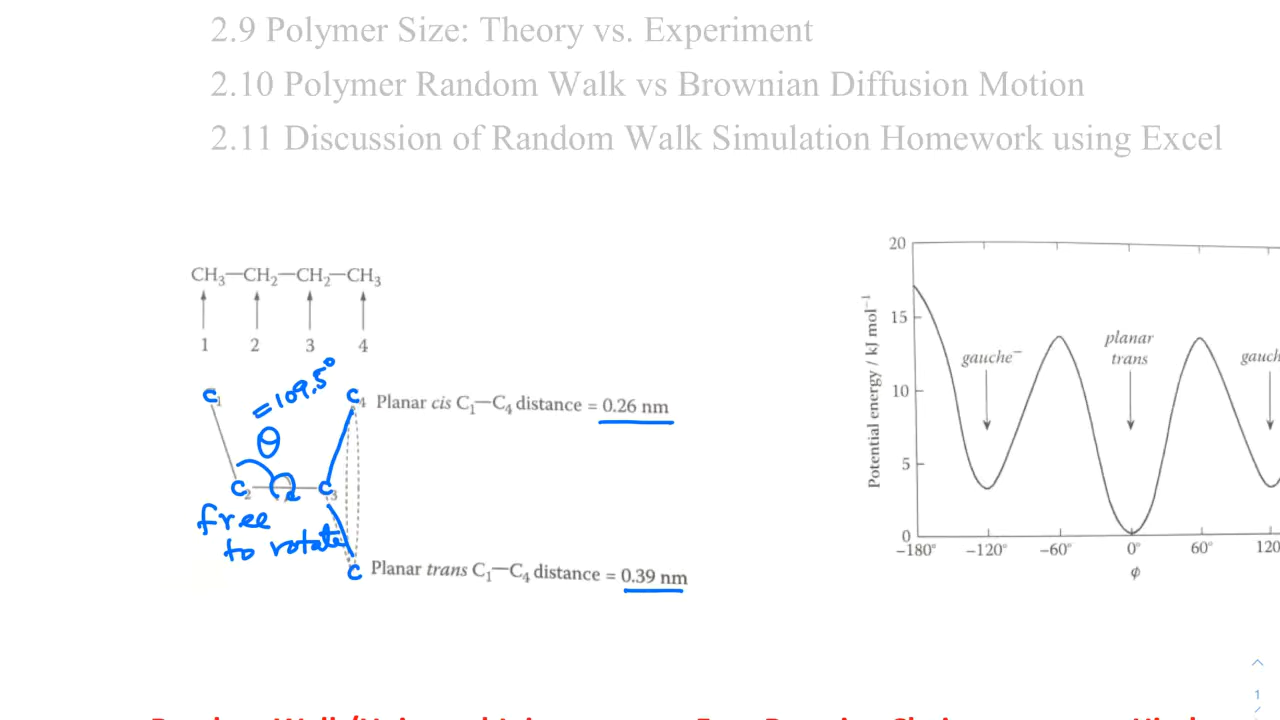 2.9 Polymer Size: Theory vs. Experiment
2.10 Polymer Random Walk vs Brownian Diffusion Motion
2.11 Discussion of Random Walk Simulation Homework using Excel
CH₃—CH₂—CH₂—CH₃
1 2 3 4
C₁ = 109.5° C₄ Planar cis C₁—C₄ distance = 0.26 nm
θ
C₂ C₃
free
to rotate
C Planar trans C₁—C₄ distance = 0.39 nm
20
15
10
5
0
Potential energy / kJ mol⁻¹
gauche⁻
planar
trans
gauch
-180° -120° -60° 0° 60° 120
ϕ
1